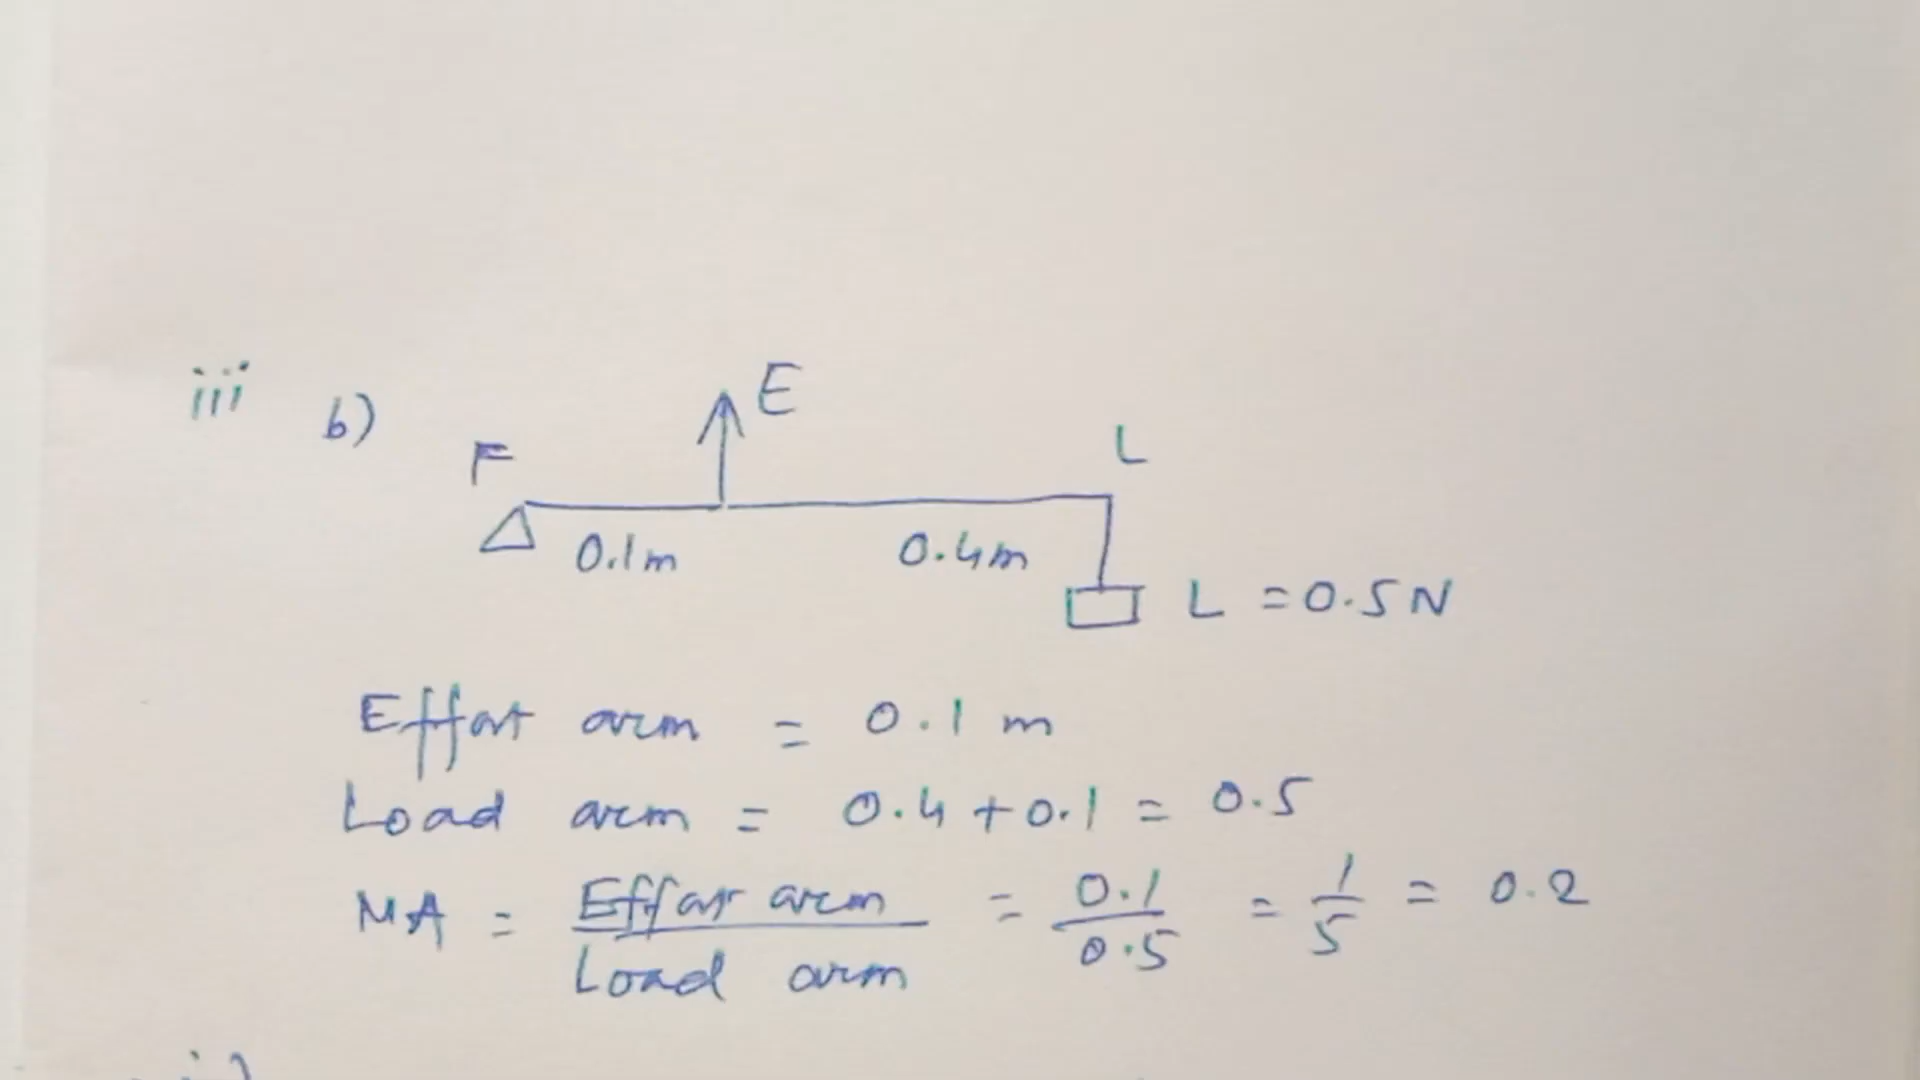 iii b)
E
F
L
0.1m 0.4m
L = 0.5 N
Effort arm = 0.1 m
Load arm = 0.4 + 0.1 = 0.5
MA = Effort arm / Load arm = 0.1 / 0.5 = 1 / 5 = 0.2